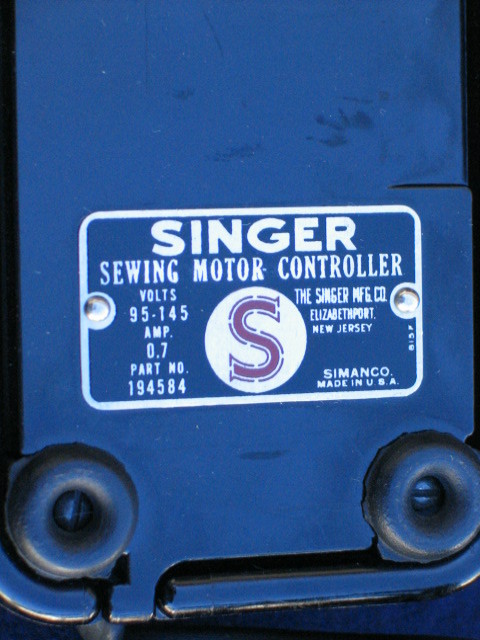 SINGER
SEWING MOTOR CONTROLLER
VOLTS
95-145
AMP.
0.7
PART NO.
194584
S
THE SINGER MFG. CO.
ELIZABETHPORT.
NEW JERSEY
SIMANCO.
MADE IN U.S.A.